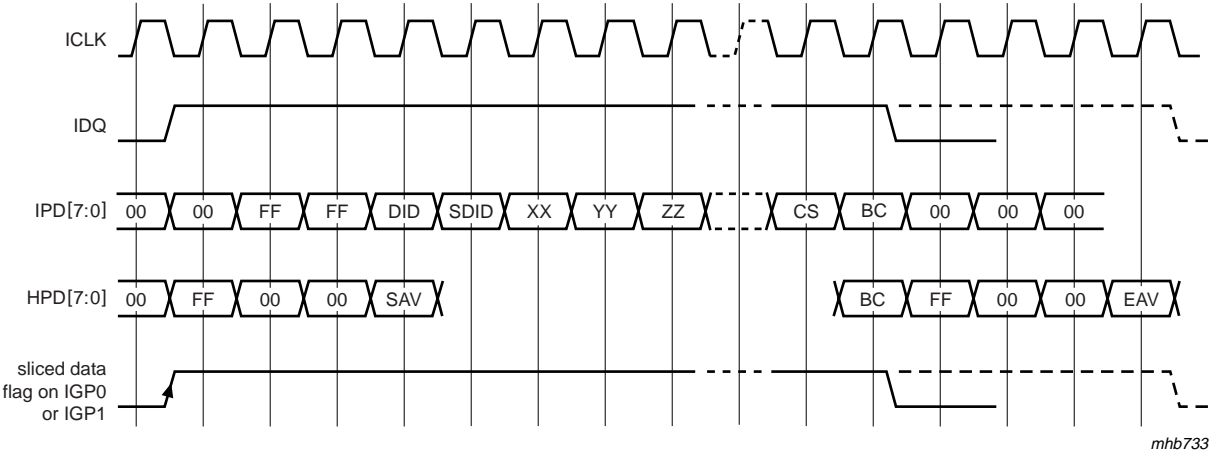 ICLK
IDQ
IPD[7:0] 00 00 FF FF DID SDID XX YY ZZ CS BC 00 00 00
HPD[7:0] 00 FF 00 00 SAV BC FF 00 00 EAV
sliced data
flag on IGP0
or IGP1
mhb733